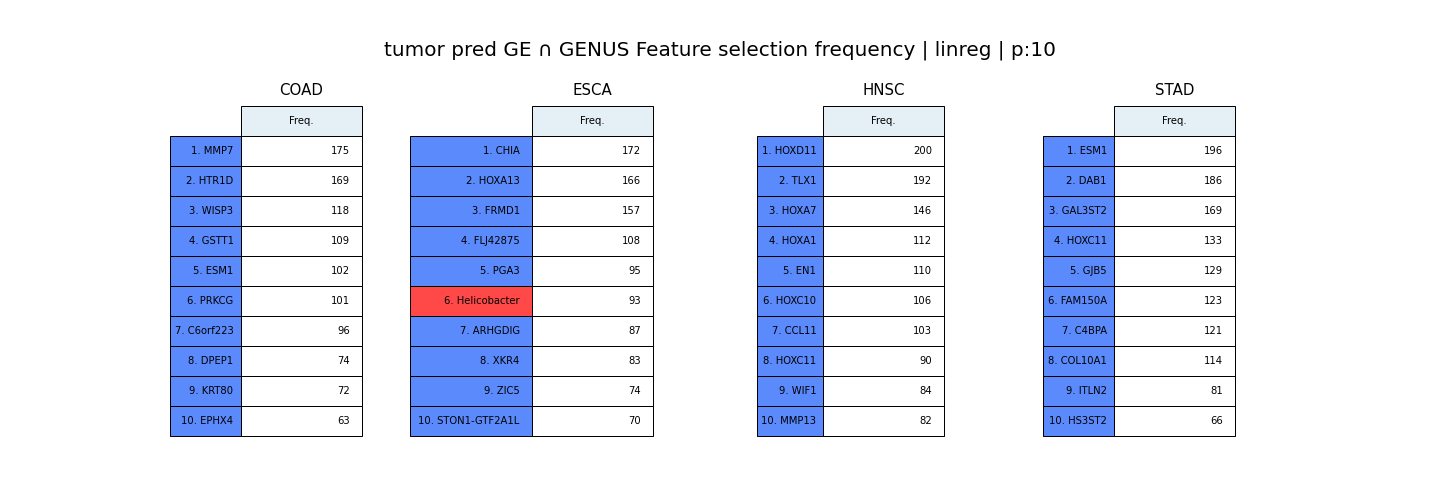 tumor pred GE ∩ GENUS Feature selection frequency | linreg | p:10
COAD
Freq.
1. MMP7 175
2. HTR1D 169
3. WISP3 118
4. GSTT1 109
5. ESM1 102
6. PRKCG 101
7. C6orf223 96
8. DPEP1 74
9. KRT80 72
10. EPHX4 63
ESCA
Freq.
1. CHIA 172
2. HOXA13 166
3. FRMD1 157
4. FLJ42875 108
5. PGA3 95
6. Helicobacter 93
7. ARHGDIG 87
8. XKR4 83
9. ZIC5 74
10. STON1-GTF2A1L 70
HNSC
Freq.
1. HOXD11 200
2. TLX1 192
3. HOXA7 146
4. HOXA1 112
5. EN1 110
6. HOXC10 106
7. CCL11 103
8. HOXC11 90
9. WIF1 84
10. MMP13 82
STAD
Freq.
1. ESM1 196
2. DAB1 186
3. GAL3ST2 169
4. HOXC11 133
5. GJB5 129
6. FAM150A 123
7. C4BPA 121
8. COL10A1 114
9. ITLN2 81
10. HS3ST2 66